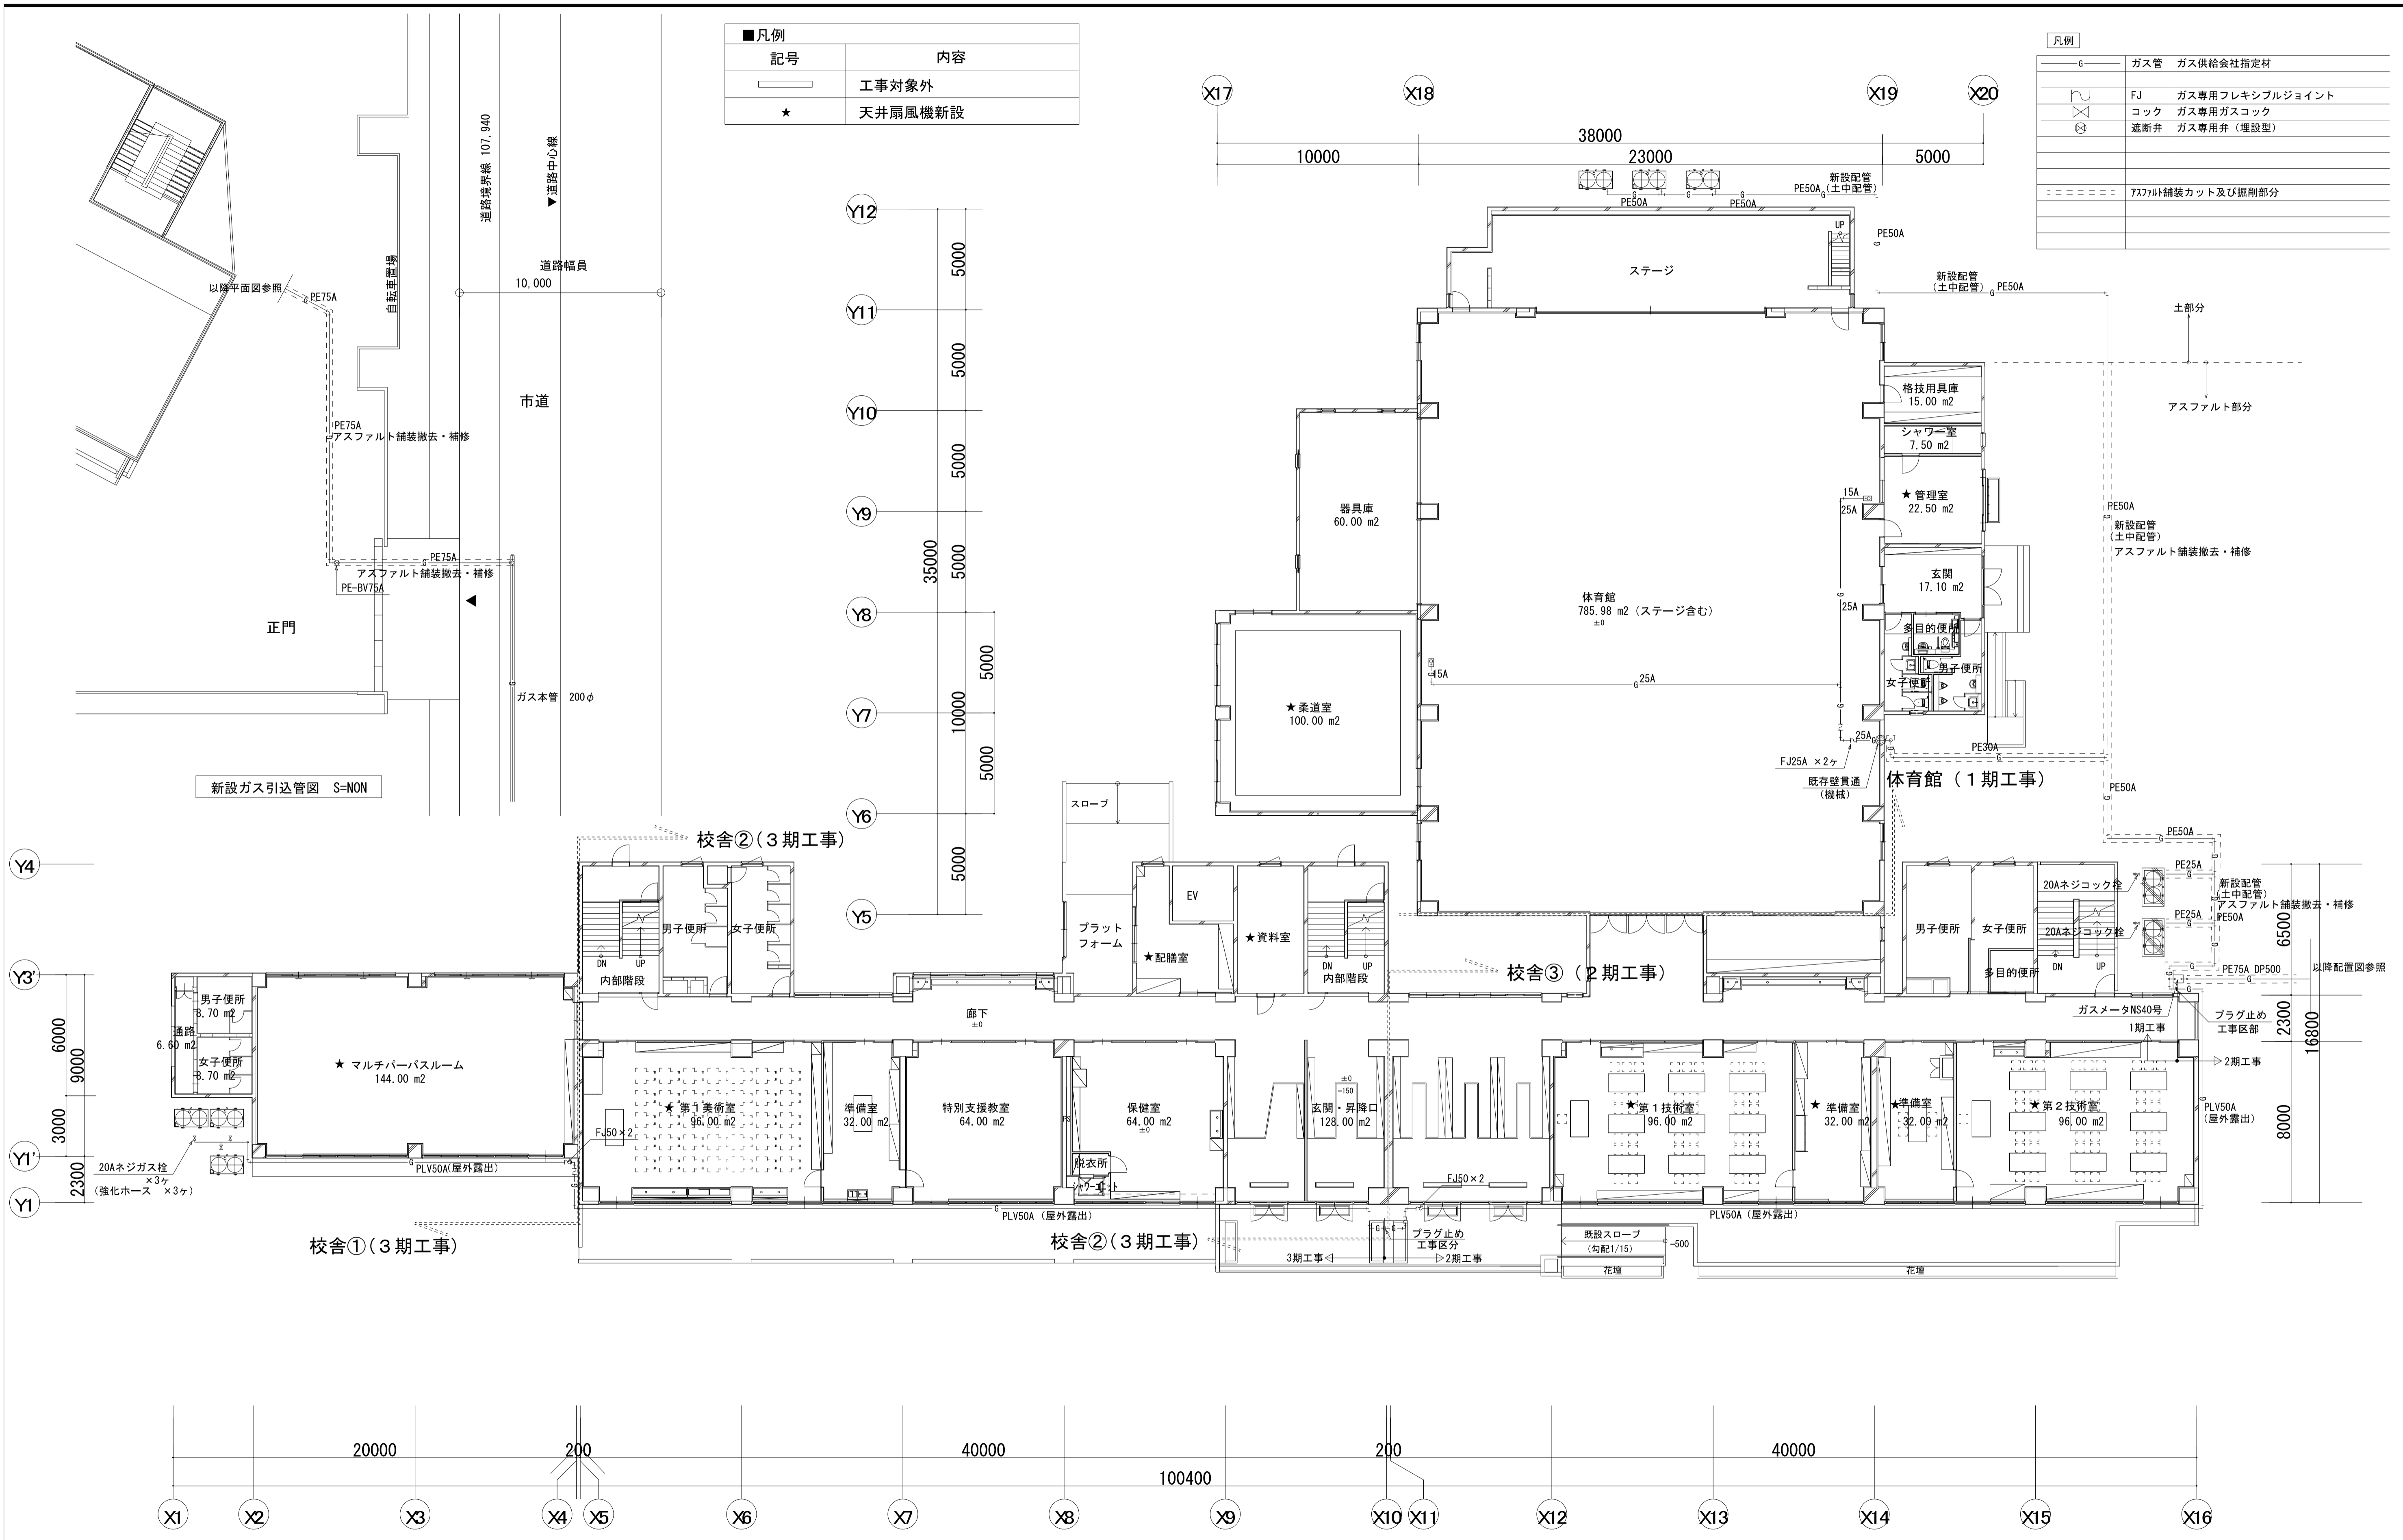 ■凡例
記号 内容
工事対象外
★ 天井扇風機新設
凡例
G ガス管 ガス供給会社指定材
FJ ガス専用フレキシブルジョイント
コック ガス専用ガスコック
遮断弁 ガス専用弁（埋設型）
ｱｽﾌｧﾙﾄ舗装カット及び掘削部分
道路境界線 107.940
▼道路中心線
自転車置場
道路幅員
10,000
以降平面図参照
G PE75A
市道
PE75A
G
アスファルト舗装撤去・補修
PE75A
G
アスファルト舗装撤去・補修
PE-BV75A
◀
正門
G
ガス本管 200φ
新設ガス引込管図 S=NON
X17
X18
X19
X20
38000
10000
23000
5000
新設配管
PE50A(土中配管)
G
G
G
G
PE50A
PE50A
PE50A
G
新設配管
(土中配管)
G PE50A
土部分
アスファルト部分
Y12
Y11
Y10
Y9
Y8
Y7
Y6
Y5
5000
5000
5000
5000
5000
5000
35000
10000
5000
5000
UP
ステージ
格技用具庫
15.00 m2
シャワー室
7.50 m2
★管理室
22.50 m2
15A
25A
器具庫
60.00 m2
PE50A
G
新設配管
(土中配管)
アスファルト舗装撤去・補修
玄関
17.10 m2
体育館
785.98 m2（ステージ含む）
±0
G
25A
多目的便所
男子便所
女子便所
15A
G
G 25A
G
★柔道室
100.00 m2
25A G
G
PE30A
G
FJ25A ×2ヶ
既存壁貫通
(機械)
体育館（１期工事）
PE50A
G
スロープ
校舎②(３期工事)
PE50A
G
Y4
EV
PE25A
G
20Aネジコック栓
新設配管
(土中配管)
アスファルト舗装撤去・補修
PE25A
G
PE50A
20Aネジコック栓
G
G
6500
男子便所
女子便所
プラット
フォーム
★配膳室
★資料室
男子便所
女子便所
多目的便所
DN UP
内部階段
DN UP
内部階段
DN UP
校舎③（２期工事）
G
PE75A DP500
G
以降配置図参照
G
Y3'
男子便所
8.70 m2
通路
6.60 m2
女子便所
8.70 m2
廊下
±0
ガスメータNS40号
プラグ止め
工事区部
1期工事
2期工事
2300
16800
6000
9000
★ マルチパーパスルーム
144.00 m2
★ 第１美術室
96.00 m2
準備室
32.00 m2
特別支援教室
64.00 m2
PS
保健室
64.00 m2
±0
±0
-150
玄関・昇降口
128.00 m2
★第１技術室
96.00 m2
★ 準備室
32.00 m2
★準備室
32.00 m2
★第２技術室
96.00 m2
G
PLV50A
(屋外露出)
8000
3000
Y1'
2300
Y1
20Aネジガス栓
×3ヶ
(強化ホース ×3ヶ)
G
PLV50A(屋外露出)
FJ50×2
G
脱衣所
シャワーユニット
FJ50×2
G
PLV50A（屋外露出）
G
PLV50A（屋外露出）
校舎①(３期工事)
校舎②(３期工事)
G G
プラグ止め
工事区分
3期工事
2期工事
既設スロープ
(勾配1/15)
-500
花壇
花壇
20000
200
40000
200
40000
100400
X1
X2
X3
X4
X5
X6
X7
X8
X9
X10
X11
X12
X13
X14
X15
X16